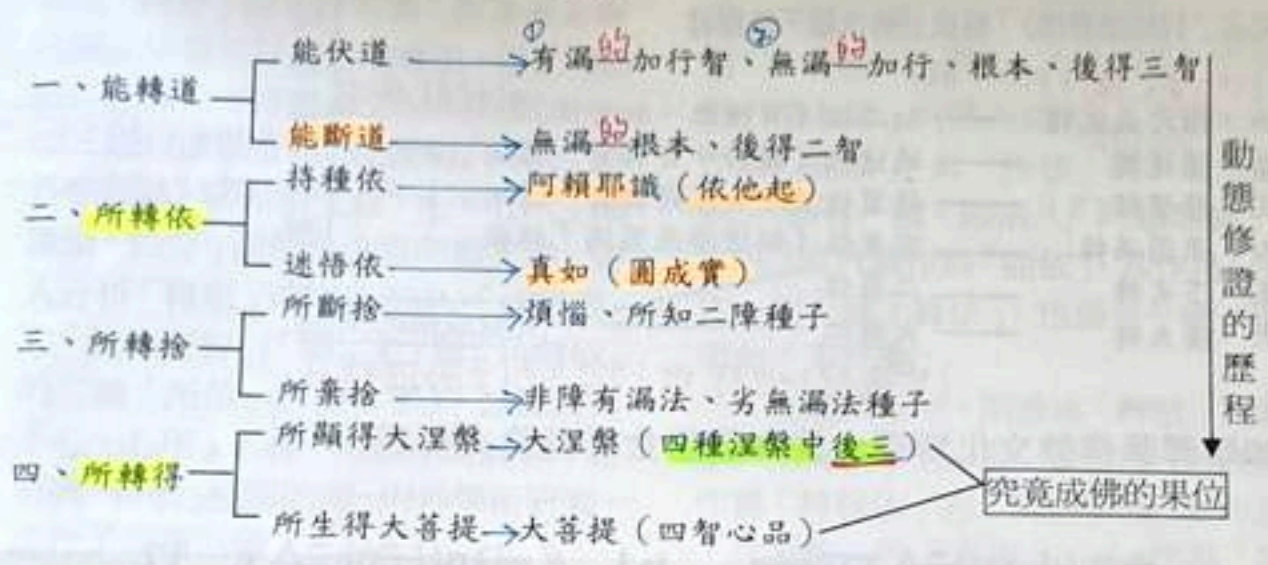 一、能轉道
能伏道
① 有漏的加行智、② 無漏的加行、根本、後得三智
能斷道
無漏的根本、後得二智
二、所轉依
持種依
阿賴耶識（依他起）
迷悟依
真如（圓成實）
三、所轉捨
所斷捨
煩惱、所知二障種子
所棄捨
非障有漏法、劣無漏法種子
四、所轉得
所顯得大涅槃
大涅槃（四種涅槃中後三）
所生得大菩提
大菩提（四智心品）
動態修證的歷程
究竟成佛的果位